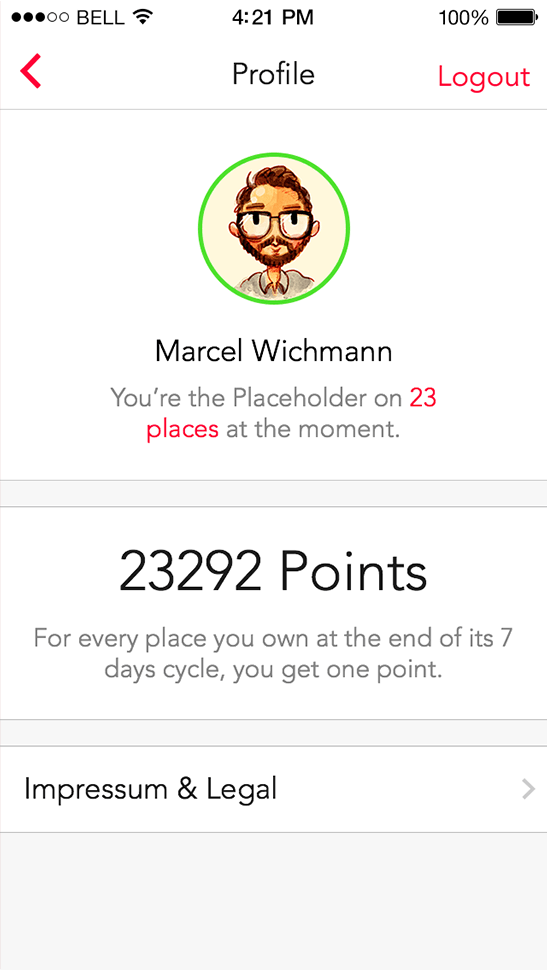 BELL 4:21 PM 100%
Profile Logout
Marcel Wichmann
You’re the Placeholder on 23
places at the moment.
23292 Points
For every place you own at the end of its 7
days cycle, you get one point.
Impressum & Legal